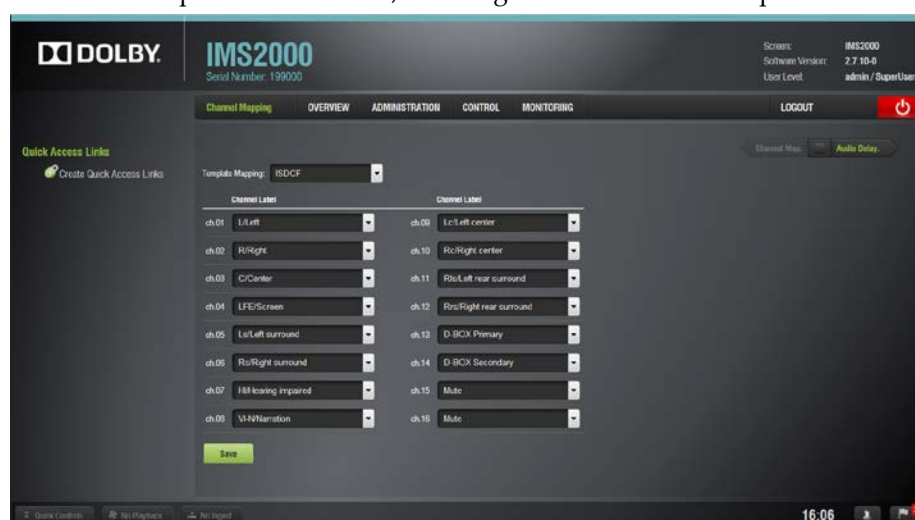 DOLBY.
IMS2000
Serial Number: 199000
Screen: IMS2000
Software Version: 2.7.10-0
User Level: admin / SuperUser
Channel Mapping OVERVIEW ADMINISTRATION CONTROL MONITORING LOGOUT
Quick Access Links
Create Quick Access Links
Channel Map. Audio Delay.
Template Mapping: ISDCF
Channel Label Channel Label
ch.01 L/Left ch.09 Lc/Left center
ch.02 R/Right ch.10 Rc/Right center
ch.03 C/Center ch.11 Rls/Left rear surround
ch.04 LFE/Screen ch.12 Rrs/Right rear surround
ch.05 Ls/Left surround ch.13 D-BOX Primary
ch.06 Rs/Right surround ch.14 D-BOX Secondary
ch.07 HI/Hearing impaired ch.15 Mute
ch.08 VI-N/Narration ch.16 Mute
Save
Quick Controls No Playback No Ingest 16:06